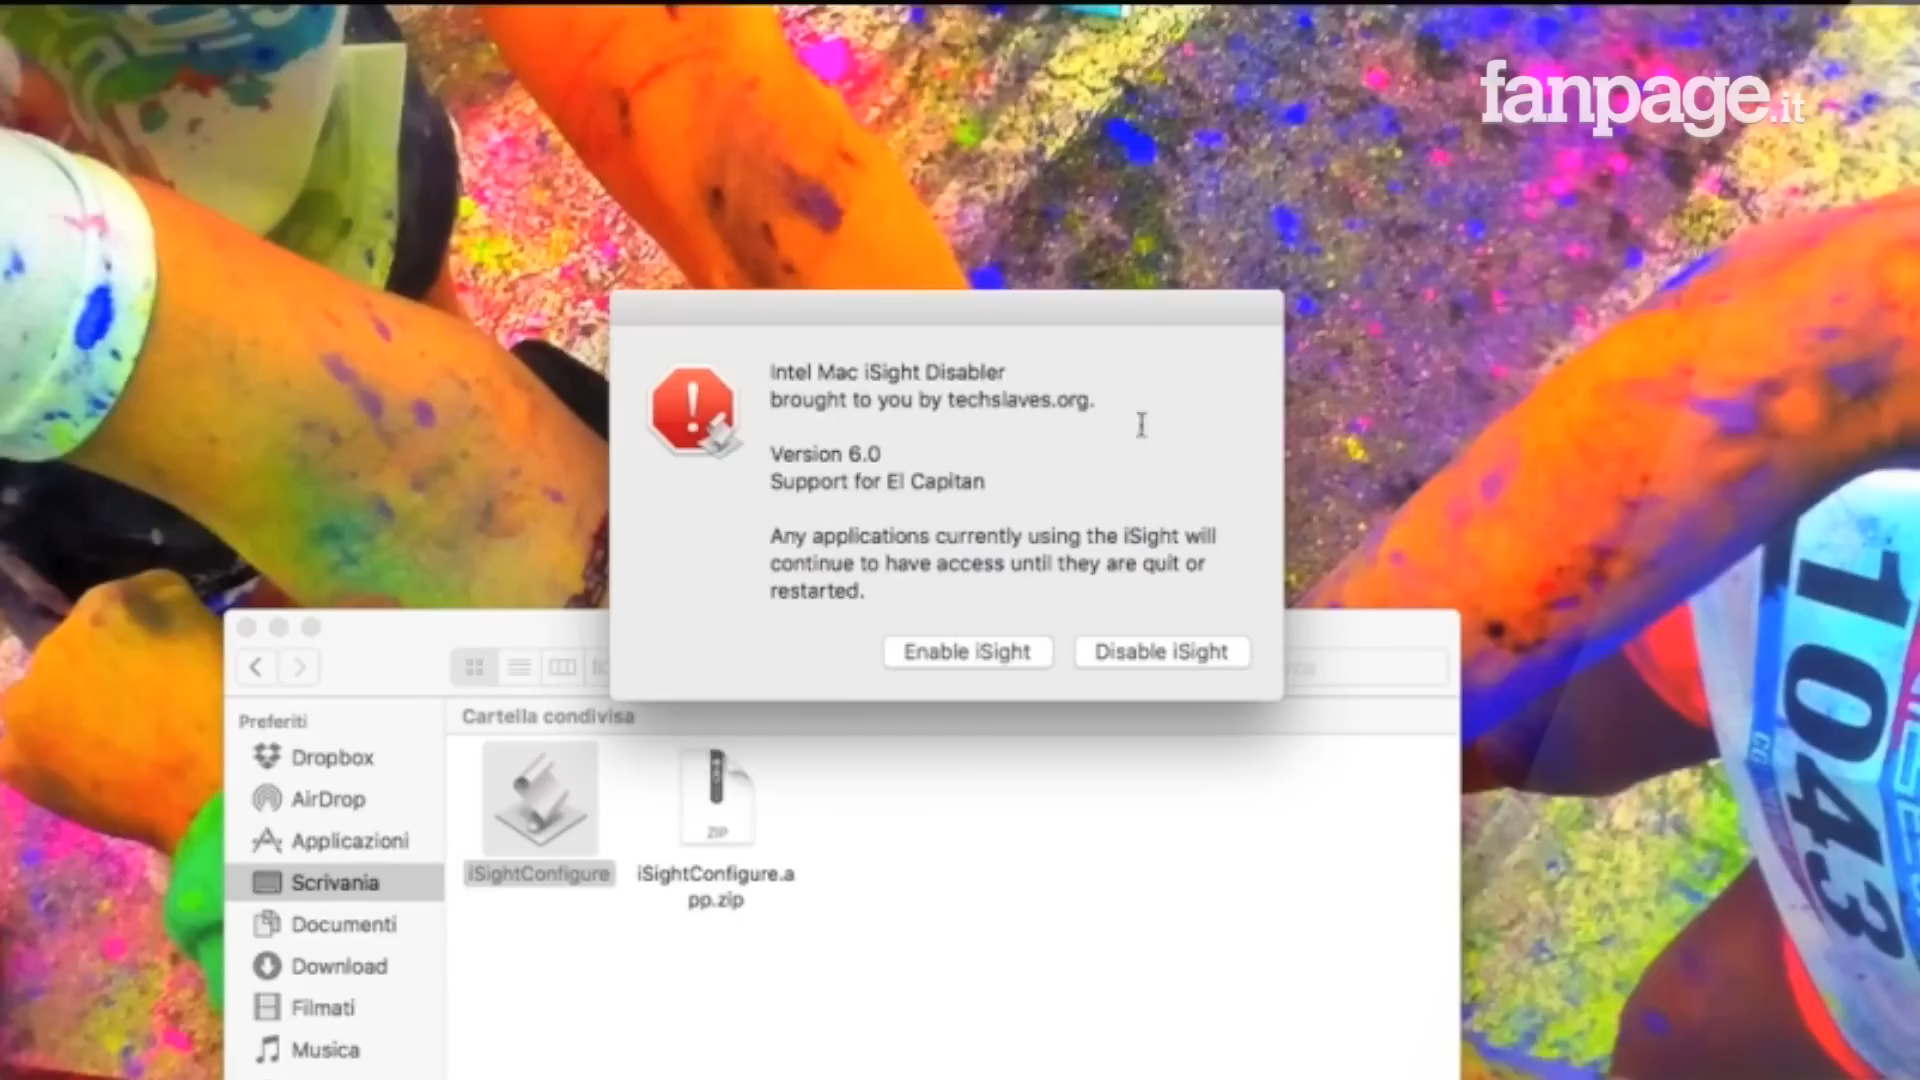 fanpage.it
Intel Mac iSight Disabler
brought to you by techslaves.org.
Version 6.0
Support for El Capitan
Any applications currently using the iSight will
continue to have access until they are quit or
restarted.
Enable iSight
Disable iSight
Preferiti
Cartella condivisa
Dropbox
AirDrop
Applicazioni
Scrivania
Documenti
Download
Filmati
Musica
iSightConfigure
ZIP
iSightConfigure.a
pp.zip
1043